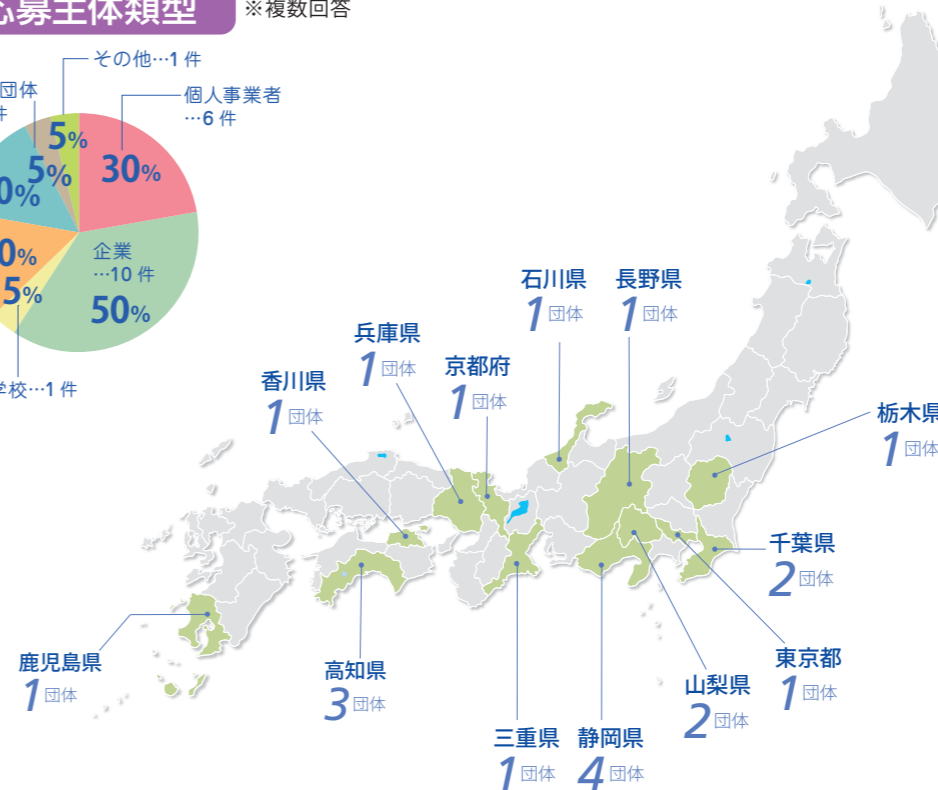 応募主体類型 ※複数回答
その他…1 件
団体
件
個人事業者
…6 件
5%
5%
30%
0%
0%
5%
企業
…10 件
50%
学校…1 件
石川県
1団体
長野県
1団体
兵庫県
1団体
京都府
1団体
香川県
1団体
栃木県
1団体
千葉県
2団体
東京都
1団体
山梨県
2団体
静岡県
4団体
三重県
1団体
高知県
3団体
鹿児島県
1団体